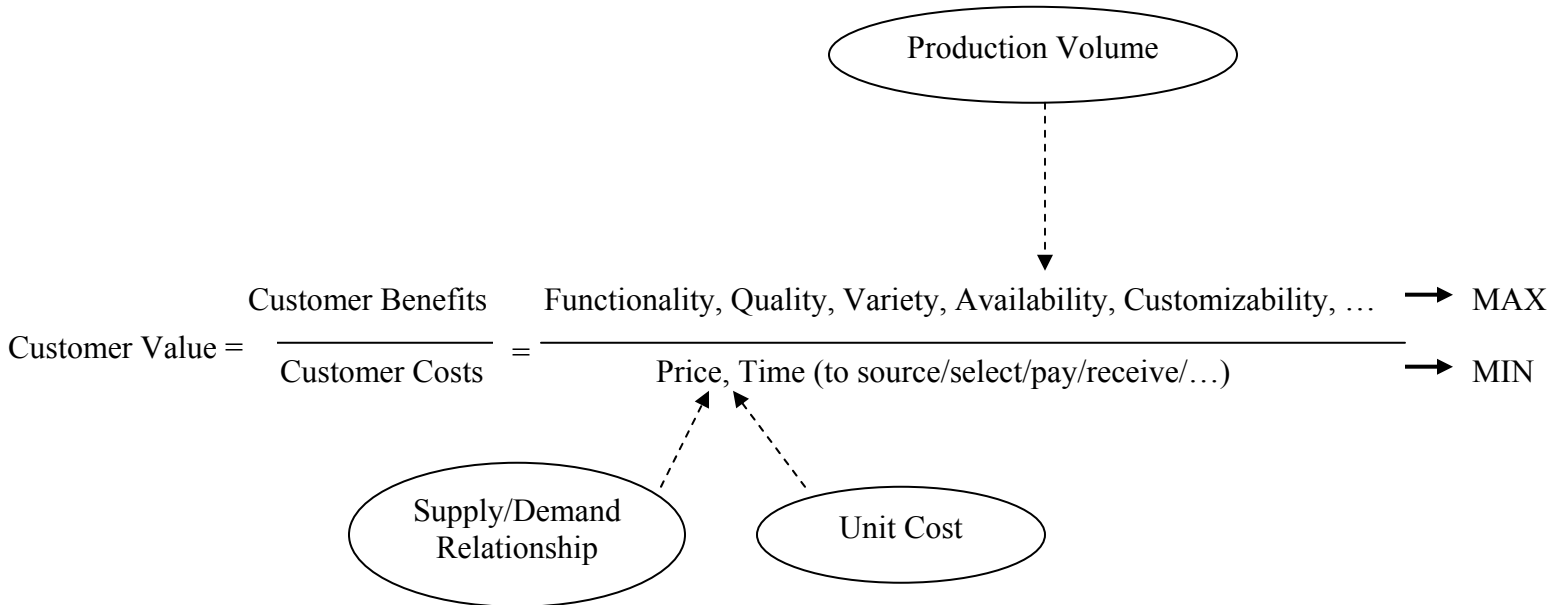 Production Volume
Customer Benefits Functionality, Quality, Variety, Availability, Customizability, … MAX
Customer Value = =
Customer Costs Price, Time (to source/select/pay/receive/…) MIN
Supply/Demand
Relationship
Unit Cost